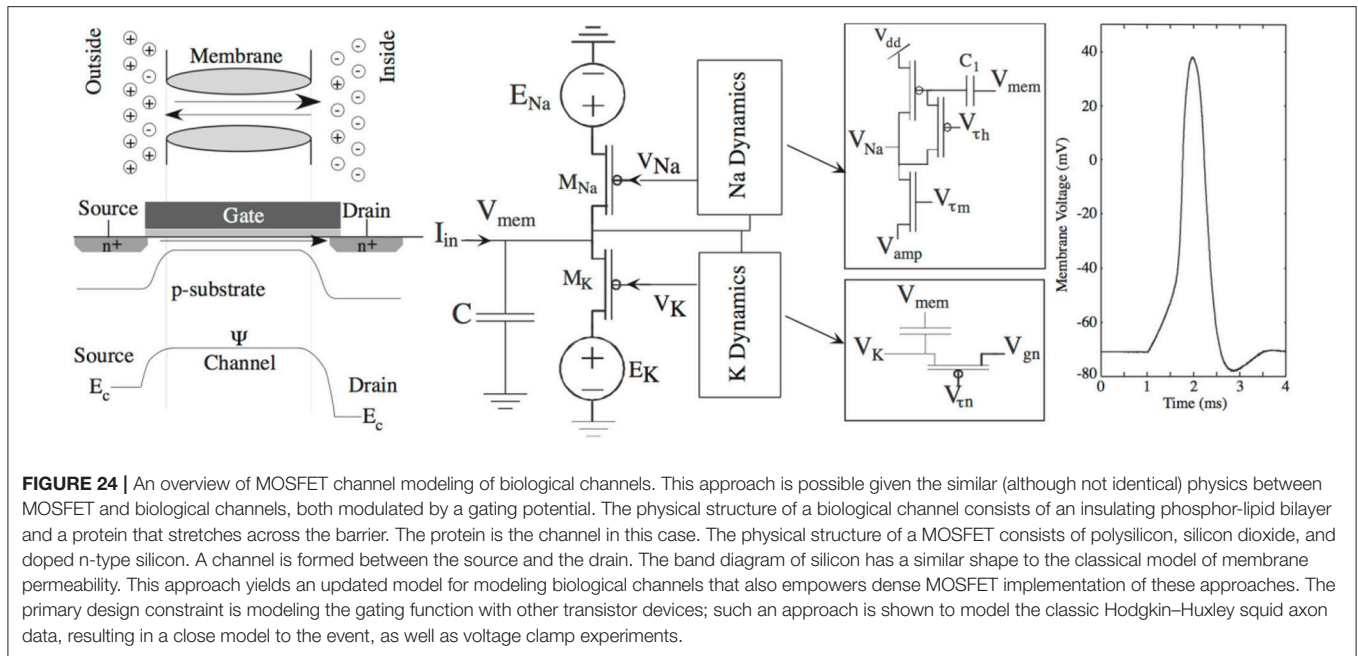 Outside
Membrane
Inside
Source
Gate
Drain
n+
n+
p-substrate
Ψ
Source
Channel
E_c
Drain
E_c
E_Na
M_Na
V_Na
Na Dynamics
V_mem
I_in
M_K
V_K
K Dynamics
C
E_K
V_dd
C_1
V_mem
V_τh
V_Na
V_τm
V_amp
V_mem
V_K
V_gn
V_τn
Membrane Voltage (mV)
40
20
0
-20
-40
-60
-80
0 1 2 3 4
Time (ms)
FIGURE 24 | An overview of MOSFET channel modeling of biological channels. This approach is possible given the similar (although not identical) physics between
MOSFET and biological channels, both modulated by a gating potential. The physical structure of a biological channel consists of an insulating phosphor-lipid bilayer
and a protein that stretches across the barrier. The protein is the channel in this case. The physical structure of a MOSFET consists of polysilicon, silicon dioxide, and
doped n-type silicon. A channel is formed between the source and the drain. The band diagram of silicon has a similar shape to the classical model of membrane
permeability. This approach yields an updated model for modeling biological channels that also empowers dense MOSFET implementation of these approaches. The
primary design constraint is modeling the gating function with other transistor devices; such an approach is shown to model the classic Hodgkin–Huxley squid axon
data, resulting in a close model to the event, as well as voltage clamp experiments.